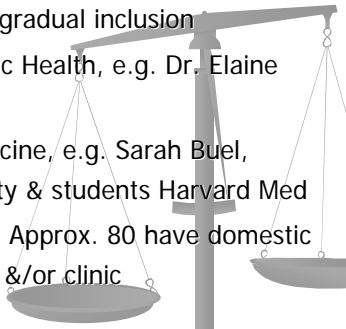 gradual inclusion
c Health, e.g. Dr. Elaine
cine, e.g. Sarah Buel,
ty & students Harvard Med
Approx. 80 have domestic
&/or clinic